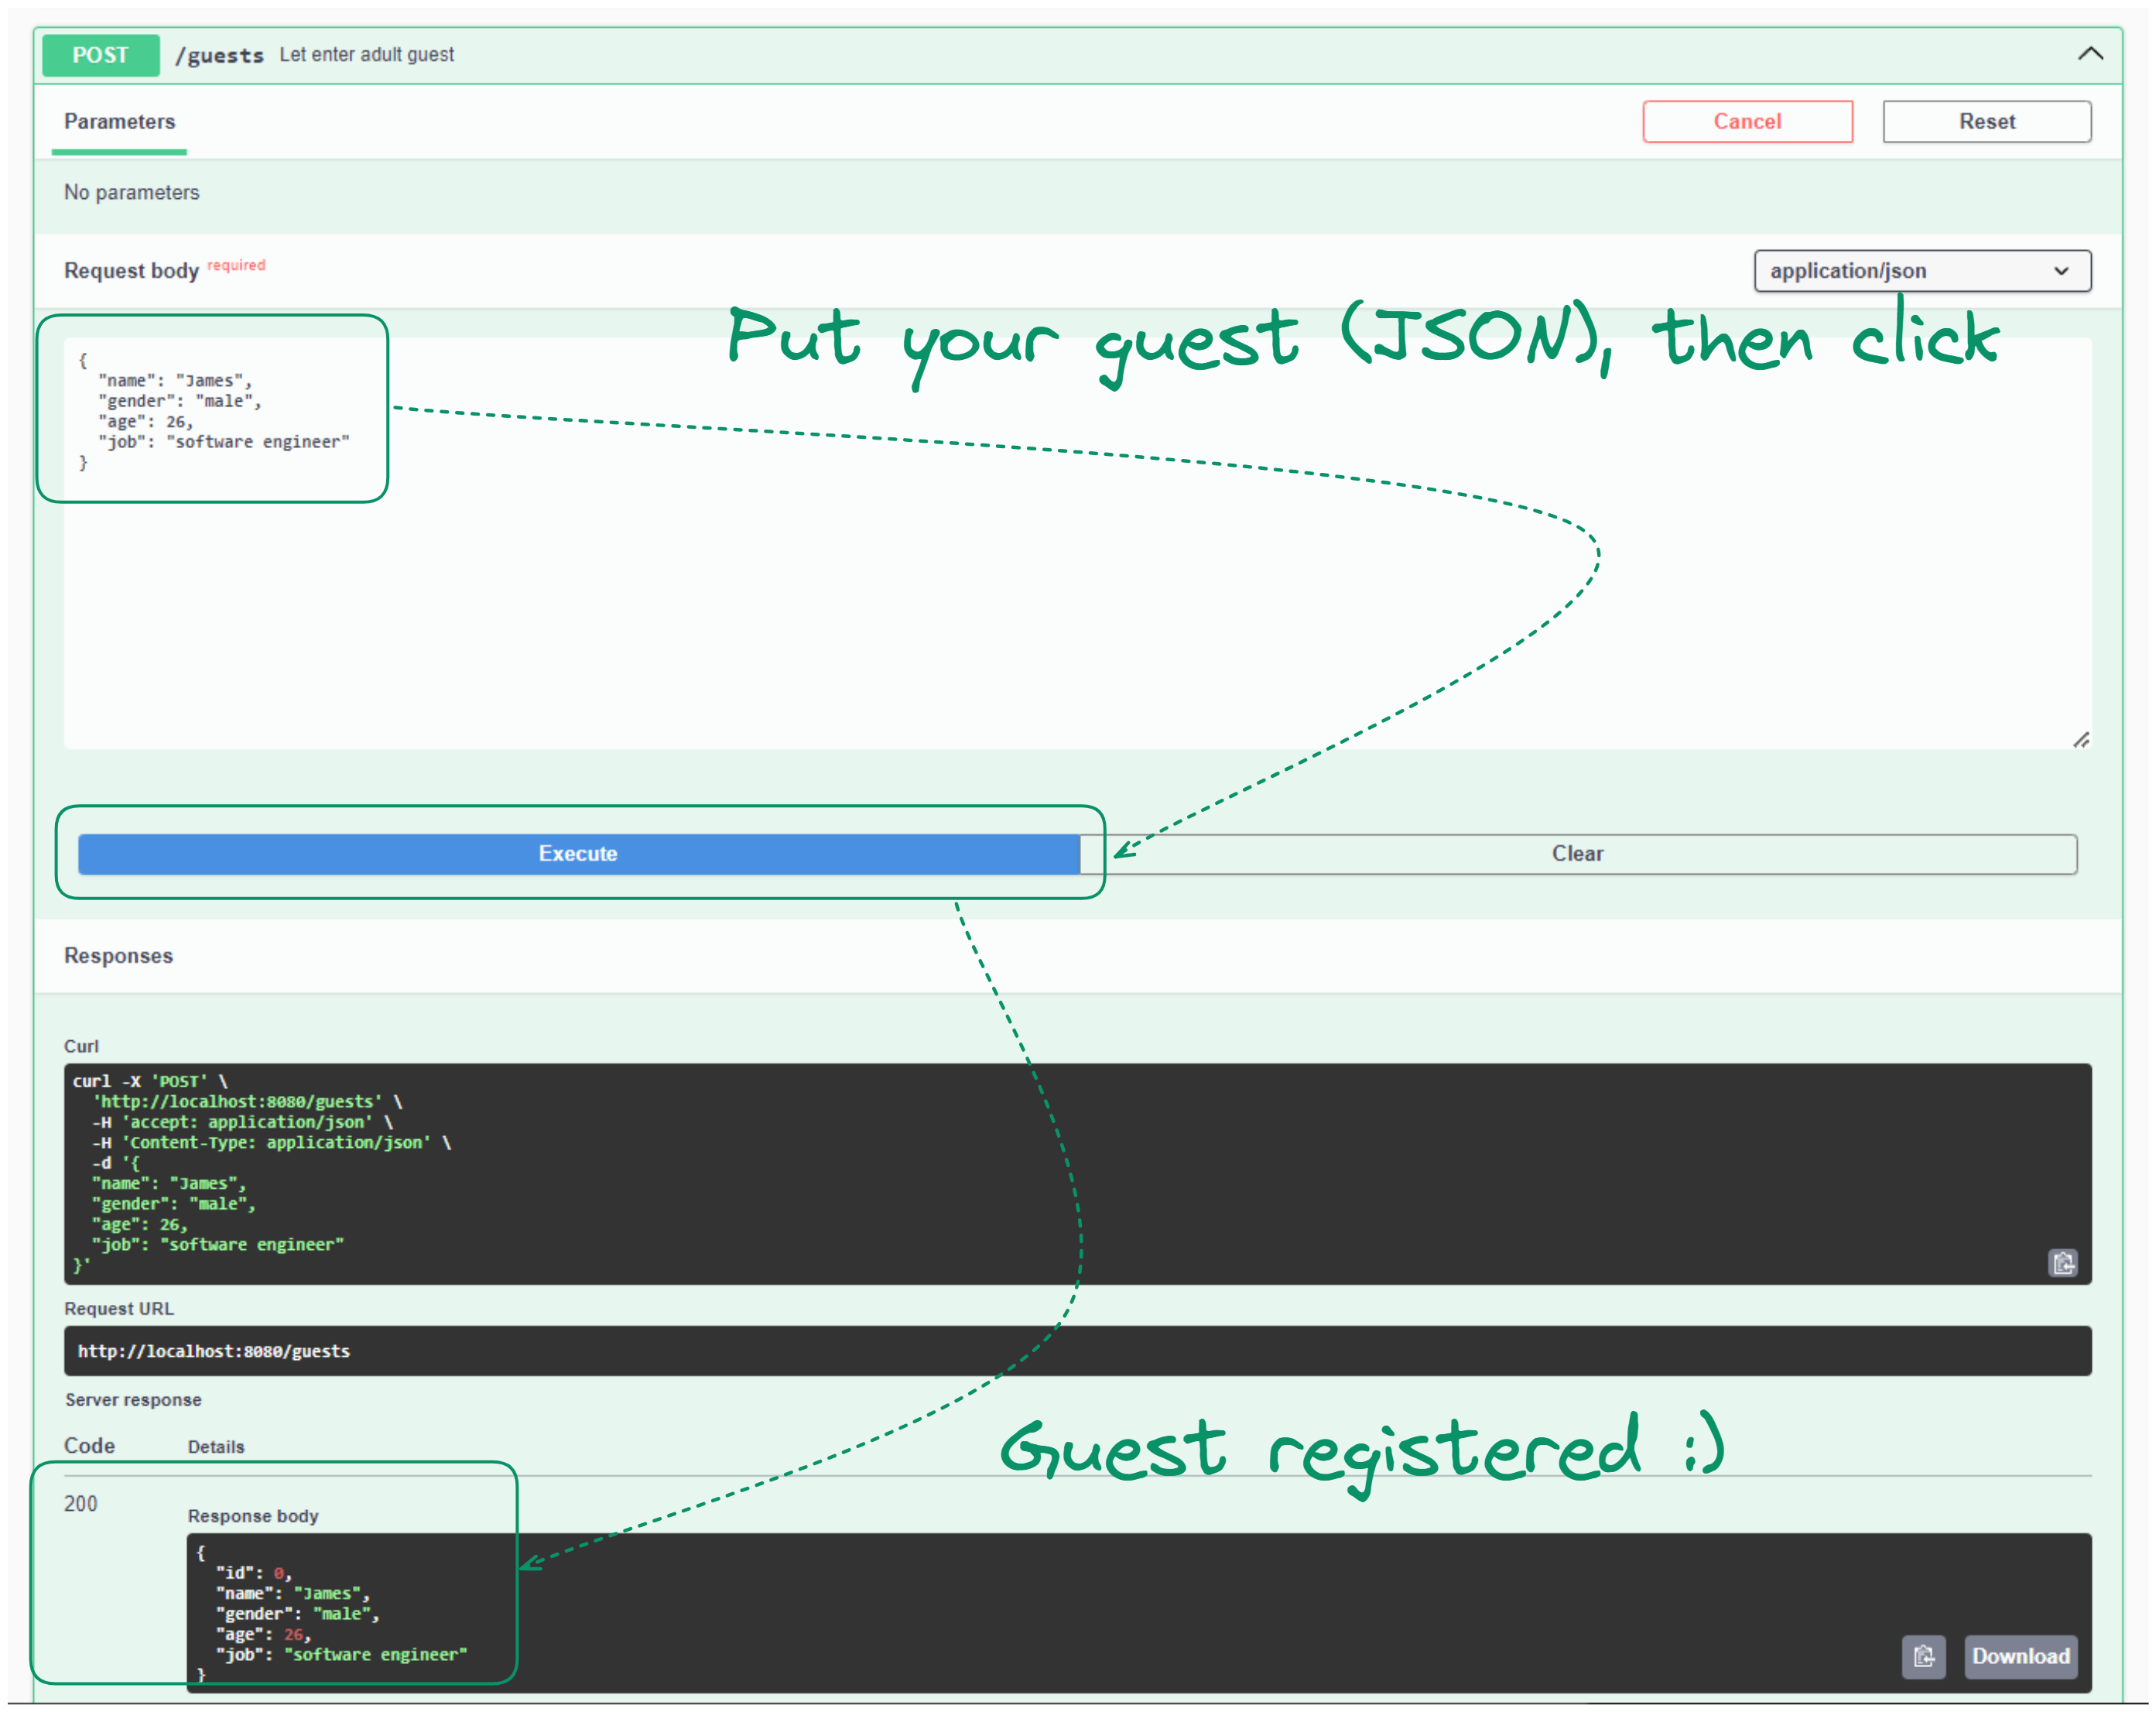 POST /guests Let enter adult guest
Parameters
Cancel Reset
No parameters
Request body required
application/json
Put your guest (JSON), then click
{
"name": "James",
"gender": "male",
"age": 26,
"job": "software engineer"
}
Execute Clear
Responses
Curl
curl -X 'POST' \
'http://localhost:8080/guests' \
-H 'accept: application/json' \
-H 'Content-Type: application/json' \
-d '{
"name": "James",
"gender": "male",
"age": 26,
"job": "software engineer"
}'
Request URL
http://localhost:8080/guests
Server response
Guest registered :)
Code Details
200
Response body
{
"id": 0,
"name": "James",
"gender": "male",
"age": 26,
"job": "software engineer"
}
Download